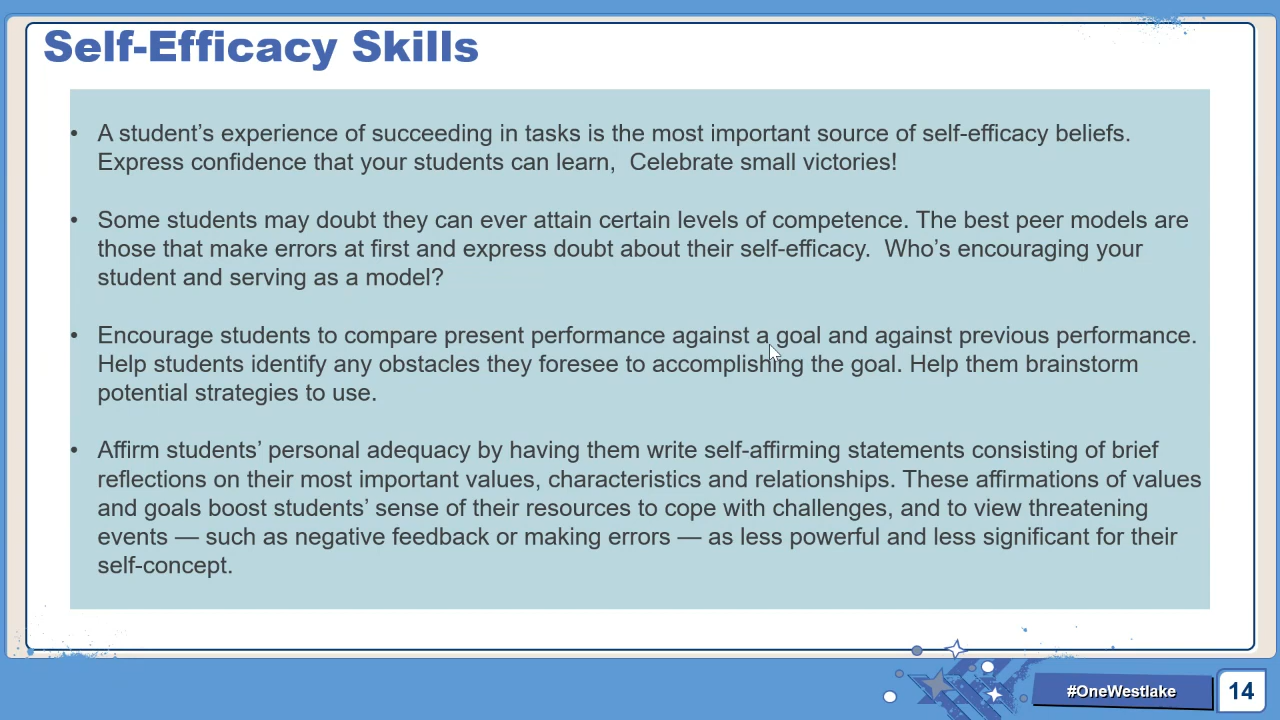 Self-Efficacy Skills
• A student’s experience of succeeding in tasks is the most important source of self-efficacy beliefs.
Express confidence that your students can learn,  Celebrate small victories!
• Some students may doubt they can ever attain certain levels of competence. The best peer models are
those that make errors at first and express doubt about their self-efficacy.  Who’s encouraging your
student and serving as a model?
• Encourage students to compare present performance against a goal and against previous performance.
Help students identify any obstacles they foresee to accomplishing the goal. Help them brainstorm
potential strategies to use.
• Affirm students’ personal adequacy by having them write self-affirming statements consisting of brief
reflections on their most important values, characteristics and relationships. These affirmations of values
and goals boost students’ sense of their resources to cope with challenges, and to view threatening
events — such as negative feedback or making errors — as less powerful and less significant for their
self-concept.
#OneWestlake
14